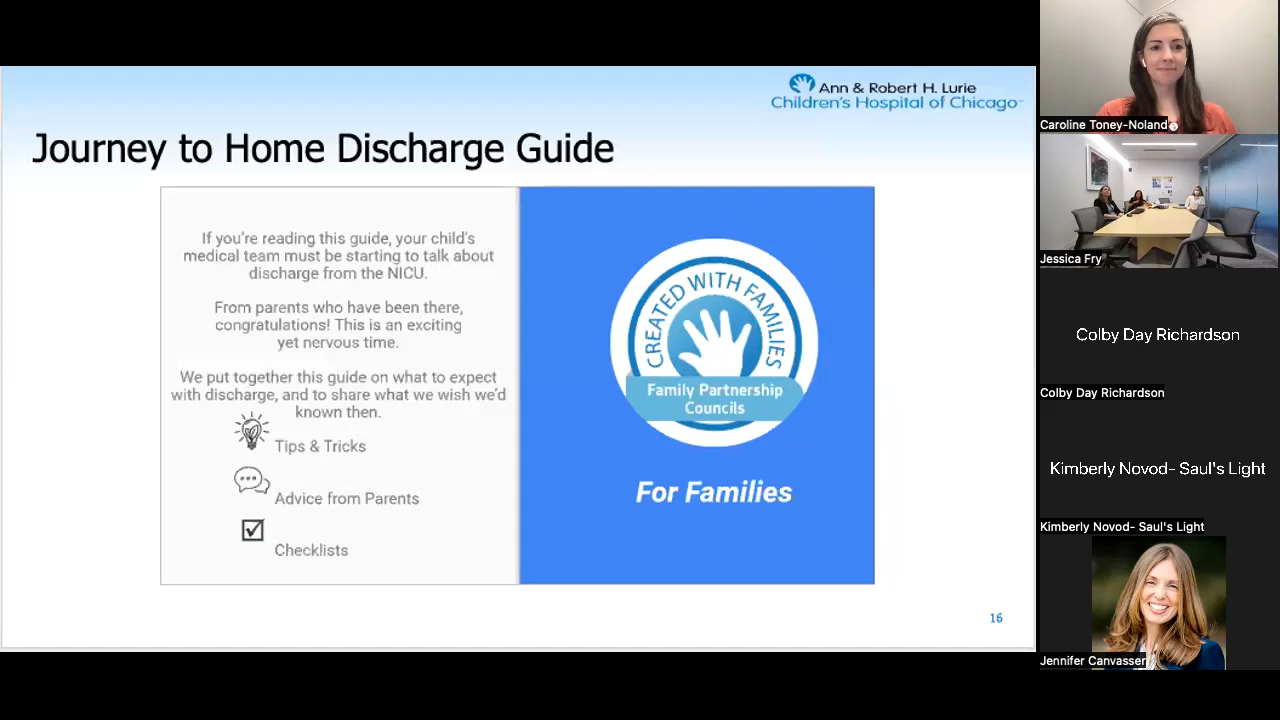 Ann & Robert H. Lurie
Children's Hospital of Chicago
Journey to Home Discharge Guide
If you're reading this guide, your child's
medical team must be starting to talk about
discharge from the NICU.
From parents who have been there,
congratulations! This is an exciting
yet nervous time.
We put together this guide on what to expect
with discharge, and to share what we wish we'd
known then.
Tips & Tricks
Advice from Parents
Checklists
CREATED WITH FAMILIES
Family Partnership
Councils
For Families
16
Caroline Toney-Noland
Jessica Fry
Colby Day Richardson
Colby Day Richardson
Kimberly Novod- Saul's Light
Kimberly Novod- Saul's Light
Jennifer Canvasser